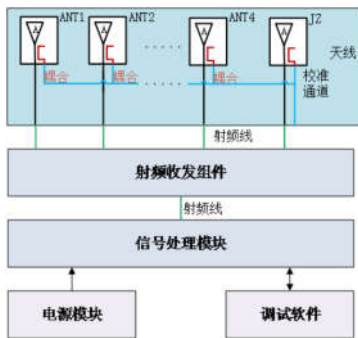 ANT1 ANT2 ANT4 JZ
A A A A
天线
耦合 耦合 耦合 校准
通道
射频线
射频收发组件
射频线
信号处理模块
电源模块 调试软件